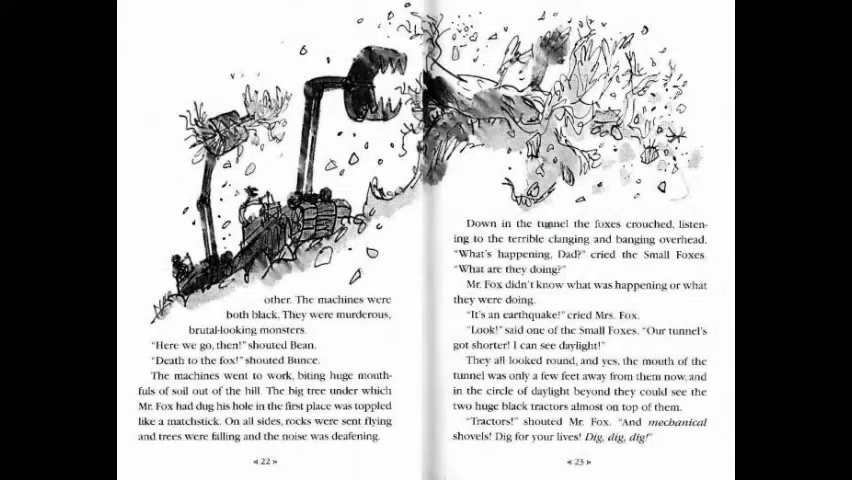 other. The machines were
both black. They were murderous,
brutal-looking monsters.
"Here we go, then!" shouted Bean.
"Death to the fox!" shouted Bunce.
The machines went to work, biting huge mouth-
fuls of soil out of the hill. The big tree under which
Mr. Fox had dug his hole in the first place was toppled
like a matchstick. On all sides, rocks were sent flying
and trees were falling and the noise was deafening.
22
Down in the tunnel the foxes crouched, listen-
ing to the terrible clanging and banging overhead.
"What's happening, Dad?" cried the Small Foxes.
"What are they doing?"
Mr. Fox didn't know what was happening or what
they were doing.
"It's an earthquake!" cried Mrs. Fox.
"Look!" said one of the Small Foxes. "Our tunnel's
got shorter! I can see daylight!"
They all looked round, and yes, the mouth of the
tunnel was only a few feet away from them now, and
in the circle of daylight beyond they could see the
two huge black tractors almost on top of them.
"Tractors!" shouted Mr. Fox. "And mechanical
shovels! Dig for your lives! Dig, dig, dig!"
23